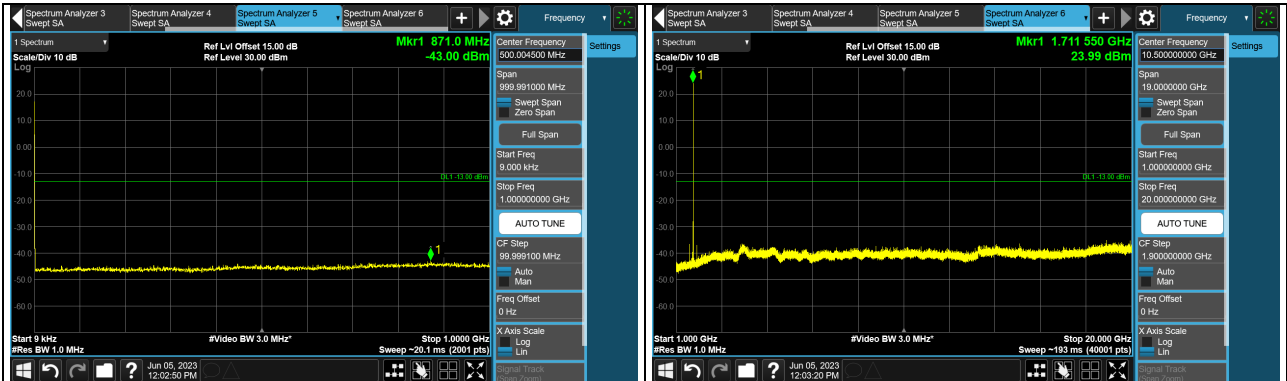 Spectrum Analyzer 3
Swept SA
Spectrum Analyzer 4
Swept SA
Spectrum Analyzer 5
Swept SA
Spectrum Analyzer 6
Swept SA
+
Frequency
1 Spectrum
Scale/Div 10 dB
Log
Ref Lvl Offset 15.00 dB
Ref Level 30.00 dBm
Mkr1 871.0 MHz
-43.00 dBm
20.0
10.0
0.00
-10.0
-20.0
-30.0
-40.0
-50.0
-60.0
DL1 -13.00 dBm
1
Start 9 kHz
#Res BW 1.0 MHz
#Video BW 3.0 MHz*
Stop 1.0000 GHz
Sweep ~20.1 ms (2001 pts)
Center Frequency
500.004500 MHz
Settings
Span
999.991000 MHz
Swept Span
Zero Span
Full Span
Start Freq
9.000 kHz
Stop Freq
1.000000000 GHz
AUTO TUNE
CF Step
99.999100 MHz
Auto
Man
Freq Offset
0 Hz
X Axis Scale
Log
Lin
Signal Track
(Span Zoom)
?
Jun 05, 2023
12:02:50 PM
Spectrum Analyzer 3
Swept SA
Spectrum Analyzer 4
Swept SA
Spectrum Analyzer 5
Swept SA
Spectrum Analyzer 6
Swept SA
+
Frequency
1 Spectrum
Scale/Div 10 dB
Log
Ref Lvl Offset 15.00 dB
Ref Level 30.00 dBm
Mkr1 1.711 550 GHz
23.99 dBm
1
20.0
10.0
0.00
-10.0
-20.0
-30.0
-40.0
-50.0
-60.0
DL1 -13.00 dBm
Start 1.000 GHz
#Res BW 1.0 MHz
#Video BW 3.0 MHz*
Stop 20.000 GHz
Sweep ~193 ms (40001 pts)
Center Frequency
10.500000000 GHz
Settings
Span
19.0000000 GHz
Swept Span
Zero Span
Full Span
Start Freq
1.000000000 GHz
Stop Freq
20.000000000 GHz
AUTO TUNE
CF Step
1.900000000 GHz
Auto
Man
Freq Offset
0 Hz
X Axis Scale
Log
Lin
Signal Track
(Span Zoom)
?
Jun 05, 2023
12:03:20 PM